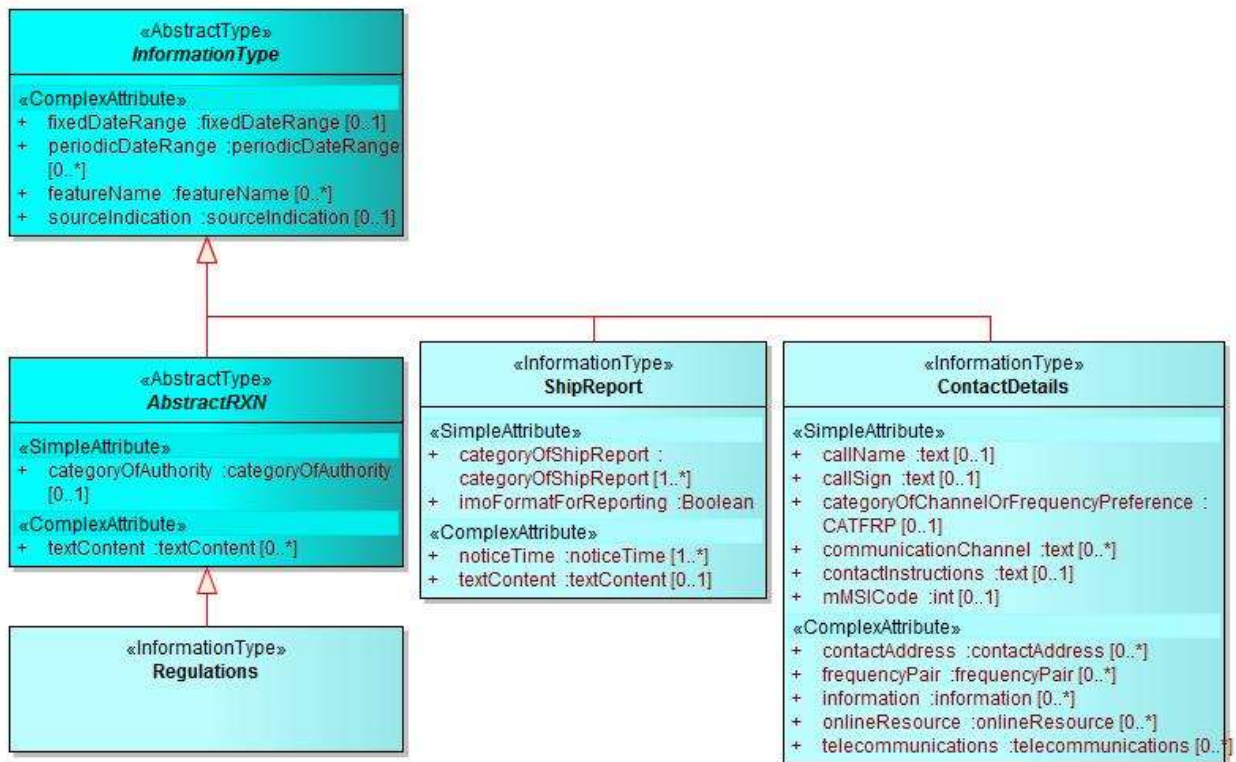 «AbstractType»
InformationType
«ComplexAttribute»
+ fixedDateRange :fixedDateRange [0..1]
+ periodicDateRange :periodicDateRange
[0..*]
+ featureName :featureName [0..*]
+ sourceIndication :sourceIndication [0..1]
«AbstractType»
AbstractRXN
«SimpleAttribute»
+ categoryOfAuthority :categoryOfAuthority
[0..1]
«ComplexAttribute»
+ textContent :textContent [0..*]
«InformationType»
Regulations
«InformationType»
ShipReport
«SimpleAttribute»
+ categoryOfShipReport :
categoryOfShipReport [1..*]
+ imoFormatForReporting :Boolean
«ComplexAttribute»
+ noticeTime :noticeTime [1..*]
+ textContent :textContent [0..1]
«InformationType»
ContactDetails
«SimpleAttribute»
+ callName :text [0..1]
+ callSign :text [0..1]
+ categoryOfChannelOrFrequencyPreference :
CATFRP [0..1]
+ communicationChannel :text [0..*]
+ contactInstructions :text [0..1]
+ mMSICode :int [0..1]
«ComplexAttribute»
+ contactAddress :contactAddress [0..*]
+ frequencyPair :frequencyPair [0..*]
+ information :information [0..*]
+ onlineResource :onlineResource [0..*]
+ telecommunications :telecommunications [0..*]